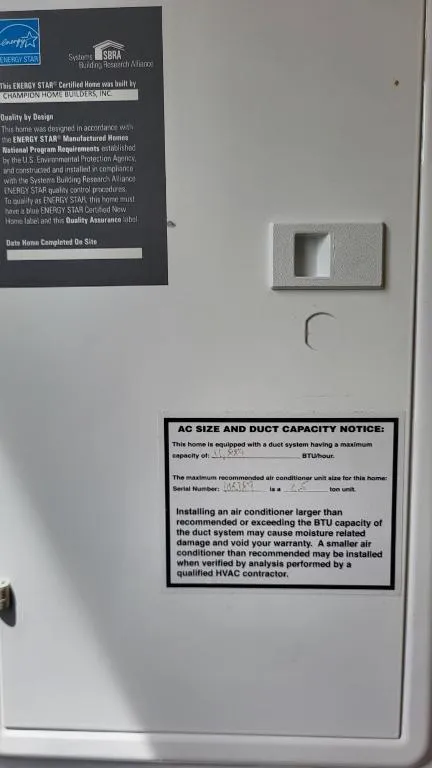 energy
ENERGY STAR
Systems SBRA
Building Research Alliance
This ENERGY STAR® Certified Home was built by
CHAMPION HOME BUILDERS, INC.
Quality by Design
This home was designed in accordance with
the ENERGY STAR® Manufactured Homes
National Program Requirements established
by the U.S. Environmental Protection Agency,
and constructed and installed in compliance
with the Systems Building Research Alliance
ENERGY STAR quality control procedures.
To qualify as ENERGY STAR, this home must
have a blue ENERGY STAR Certified New
Home label and this Quality Assurance label.
Date Home Completed On Site
AC SIZE AND DUCT CAPACITY NOTICE:
This home is equipped with a duct system having a maximum
capacity of: BTU/hour.
The maximum recommended air conditioner unit size for this home:
Serial Number: is a ton unit.
Installing an air conditioner larger than
recommended or exceeding the BTU capacity of
the duct system may cause moisture related
damage and void your warranty. A smaller air
conditioner than recommended may be installed
when verified by analysis performed by a
qualified HVAC contractor.